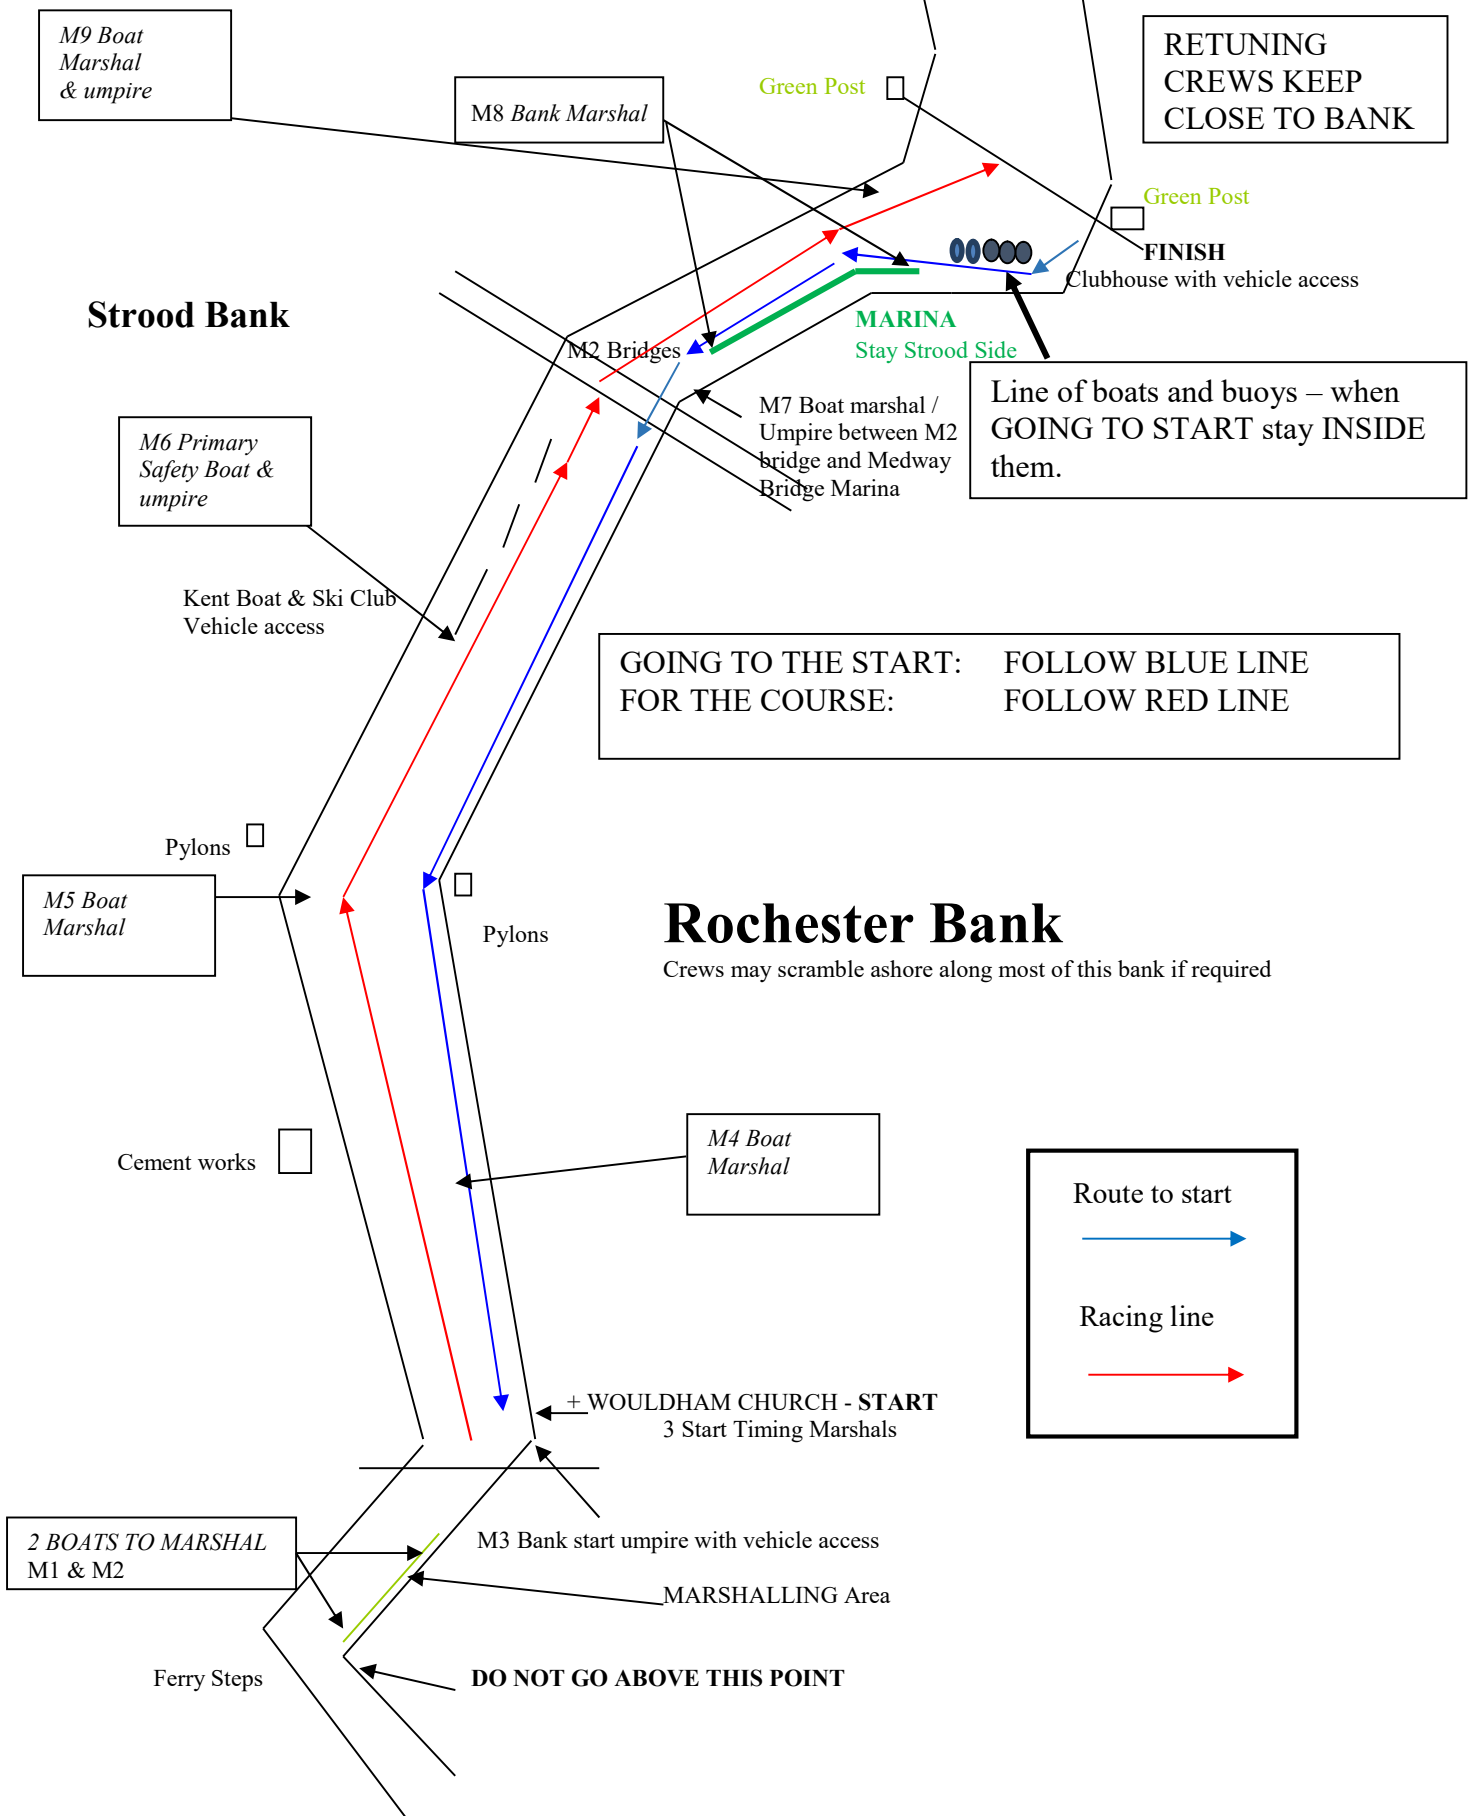 M9 Boat
Marshal
& umpire
M8 Bank Marshal
Green Post
RETUNING
CREWS KEEP
CLOSE TO BANK
Green Post
FINISH
Clubhouse with vehicle access
Strood Bank
MARINA
Stay Strood Side
M2 Bridges
Line of boats and buoys – when
GOING TO START stay INSIDE
them.
M7 Boat marshal /
Umpire between M2
bridge and Medway
Bridge Marina
M6 Primary
Safety Boat &
umpire
Kent Boat & Ski Club
Vehicle access
GOING TO THE START: FOLLOW BLUE LINE
FOR THE COURSE: FOLLOW RED LINE
Pylons
M5 Boat
Marshal
Pylons
Rochester Bank
Crews may scramble ashore along most of this bank if required
M4 Boat
Marshal
Cement works
Route to start
Racing line
+ WOULDHAM CHURCH - START
3 Start Timing Marshals
2 BOATS TO MARSHAL
M1 & M2
M3 Bank start umpire with vehicle access
MARSHALLING Area
Ferry Steps
DO NOT GO ABOVE THIS POINT